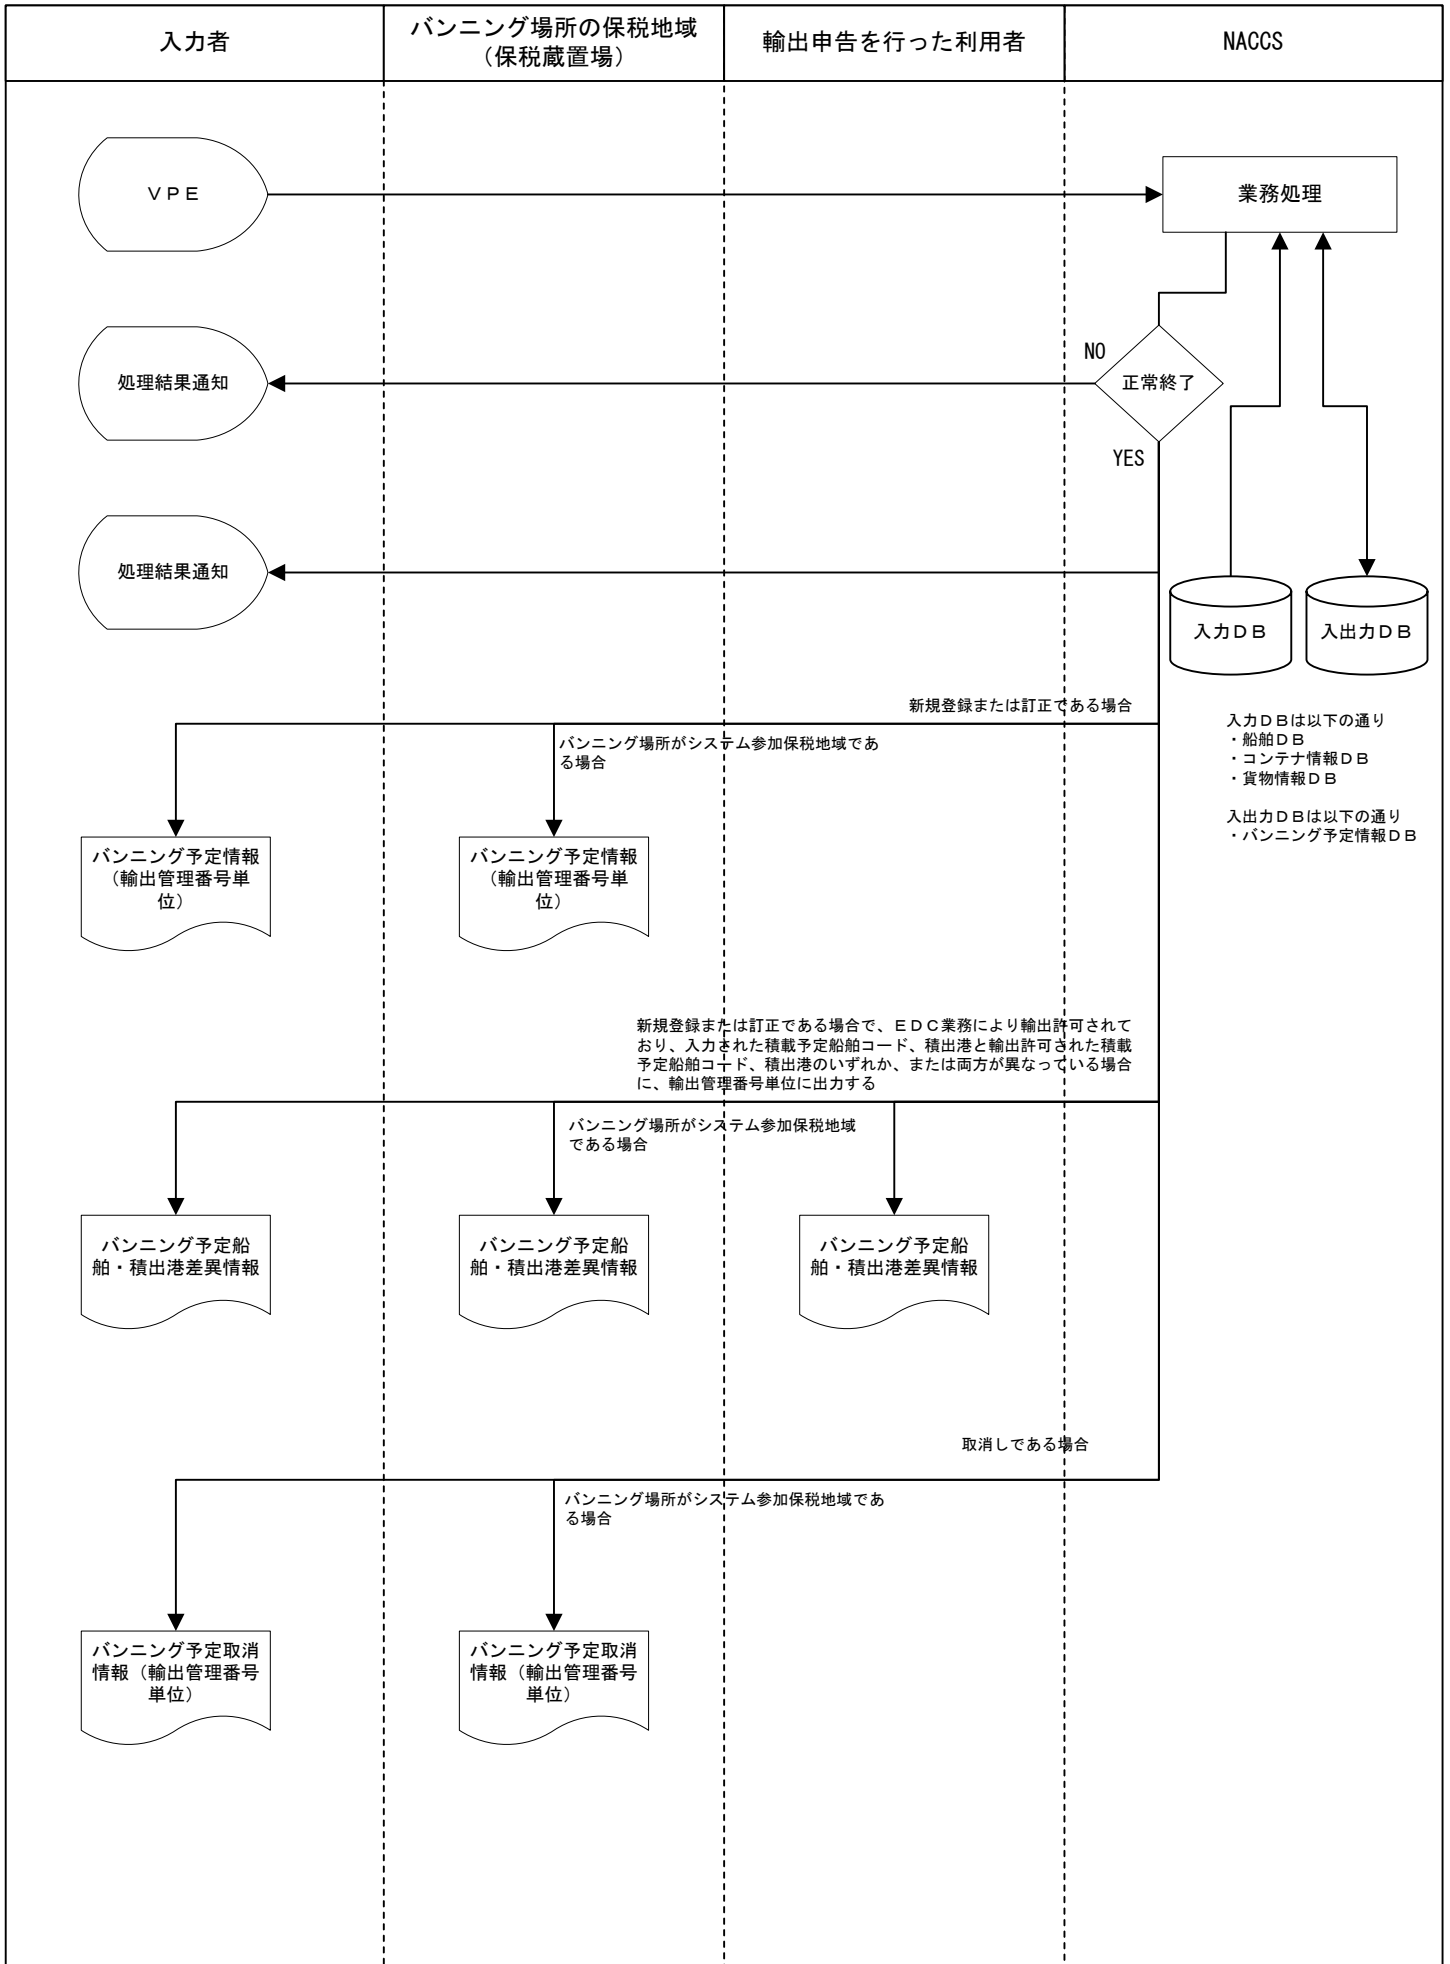 入力者
バンニング場所の保税地域
（保税蔵置場）
輸出申告を行った利用者
NACCS
ＶＰＥ
業務処理
処理結果通知
NO
正常終了
YES
処理結果通知
入力ＤＢ
入出力ＤＢ
新規登録または訂正である場合
バンニング場所がシステム参加保税地域であ
る場合
入力ＤＢは以下の通り
・船舶ＤＢ
・コンテナ情報ＤＢ
・貨物情報ＤＢ
入出力ＤＢは以下の通り
・バンニング予定情報ＤＢ
バンニング予定情報
（輸出管理番号単
位）
バンニング予定情報
（輸出管理番号単
位）
新規登録または訂正である場合で、ＥＤＣ業務により輸出許可されて
おり、入力された積載予定船舶コード、積出港と輸出許可された積載
予定船舶コード、積出港のいずれか、または両方が異なっている場合
に、輸出管理番号単位に出力する
バンニング場所がシステム参加保税地域
である場合
バンニング予定船
舶・積出港差異情報
バンニング予定船
舶・積出港差異情報
バンニング予定船
舶・積出港差異情報
取消しである場合
バンニング場所がシステム参加保税地域であ
る場合
バンニング予定取消
情報（輸出管理番号
単位）
バンニング予定取消
情報（輸出管理番号
単位）